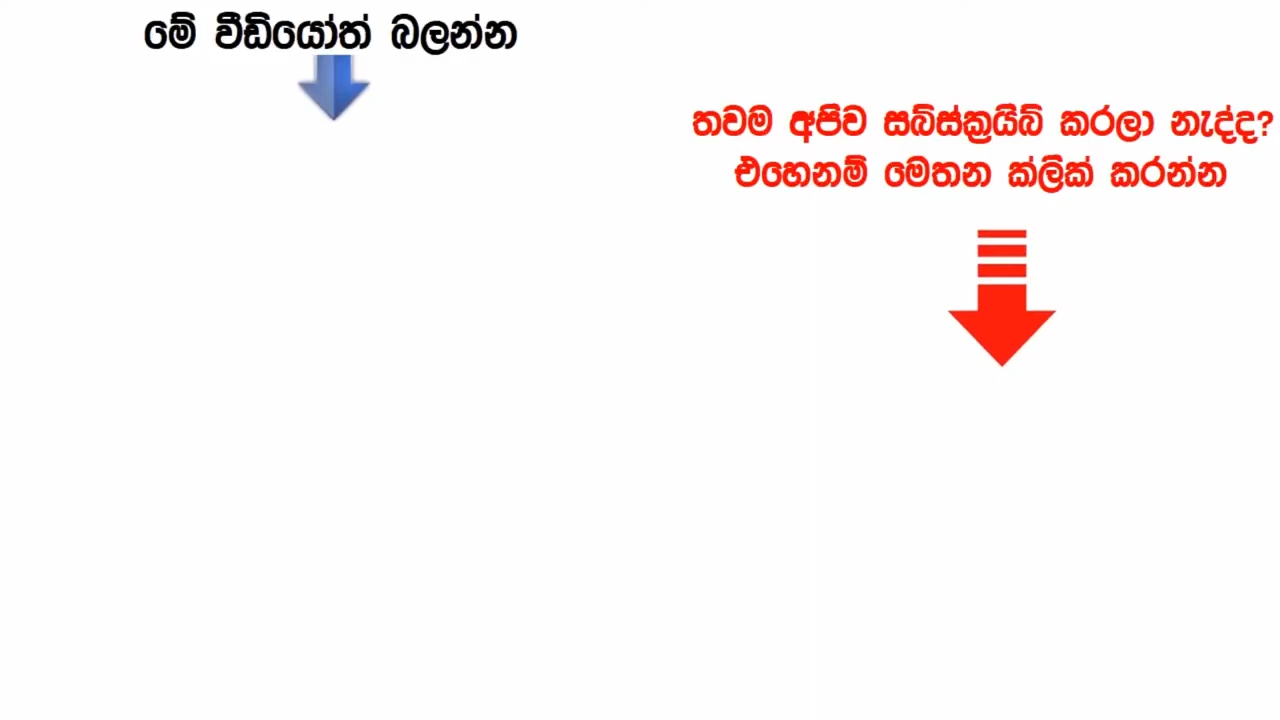 මේ වීඩියෝත් බලන්න
තවම අපිව සබ්ස්ක්‍රයිබ් කරලා නැද්ද?
එහෙනම් මෙතන ක්ලික් කරන්න